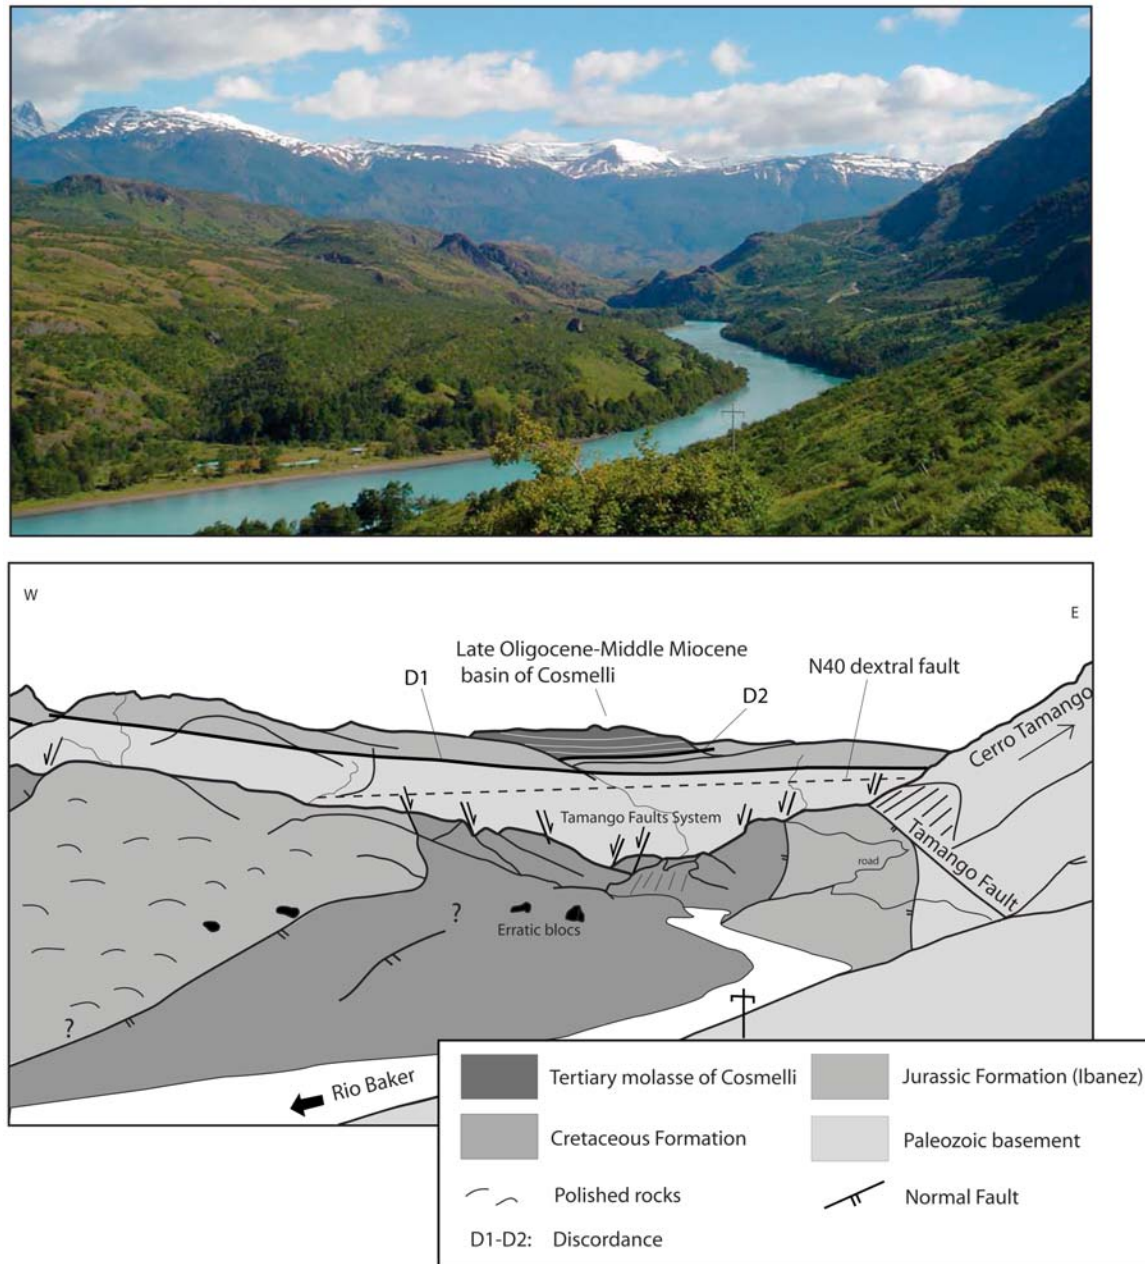 W
E
Late Oligocene-Middle Miocene
basin of Cosmelli
D1
D2
N40 dextral fault
Cerro Tamango
Tamango Faults System
Tamango Fault
road
?
Erratic blocs
?
Rio Baker
Tertiary molasse of Cosmelli
Jurassic Formation (Ibanez)
Cretaceous Formation
Paleozoic basement
Polished rocks
Normal Fault
D1-D2: Discordance